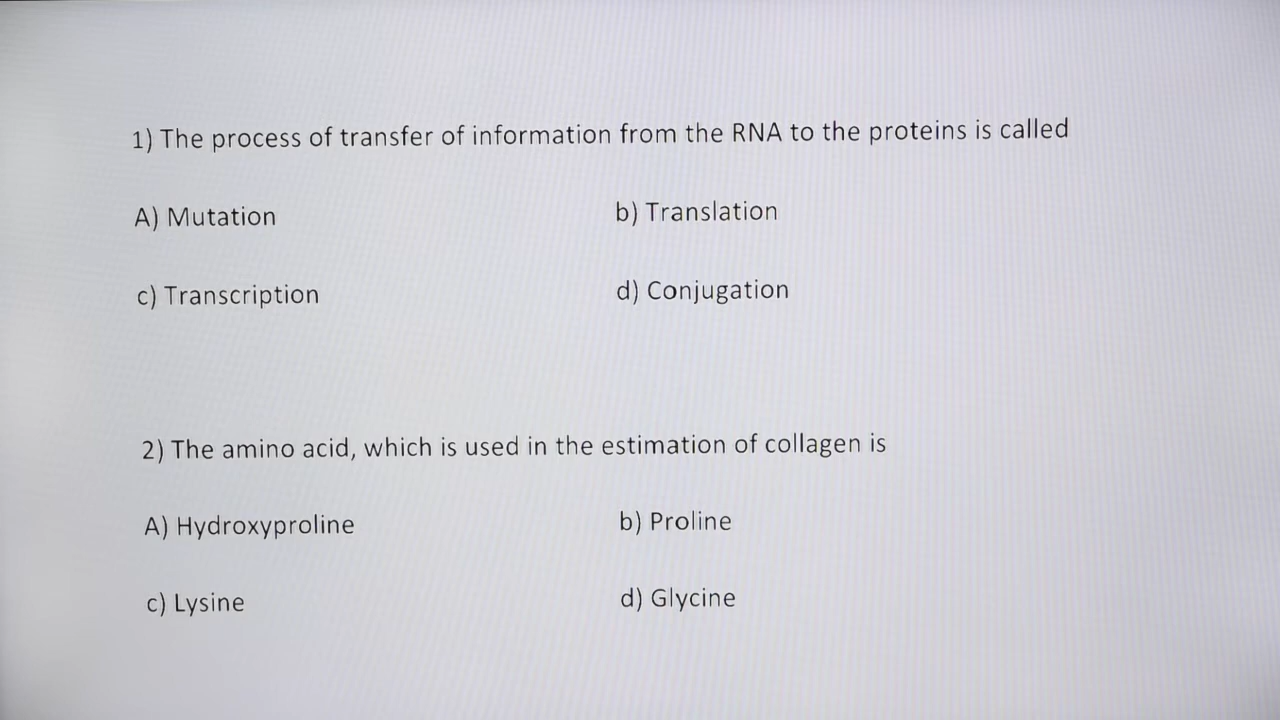 1) The process of transfer of information from the RNA to the proteins is called
A) Mutation b) Translation
c) Transcription d) Conjugation
2) The amino acid, which is used in the estimation of collagen is
A) Hydroxyproline b) Proline
c) Lysine d) Glycine